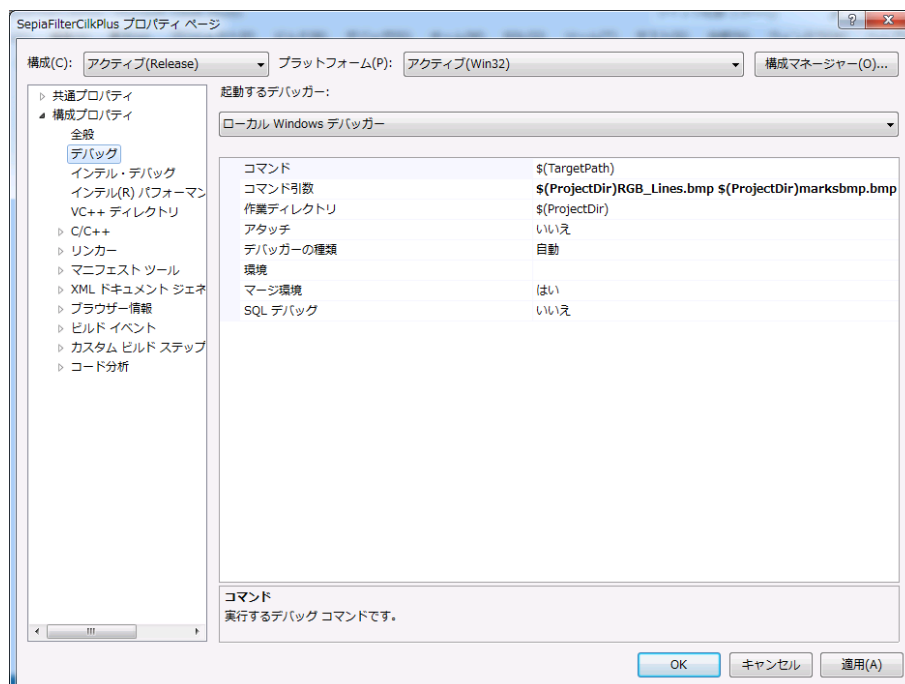 SepiaFilterCilkPlus プロパティ ページ
構成(C): アクティブ(Release) プラットフォーム(P): アクティブ(Win32) 構成マネージャー(O)...
共通プロパティ
構成プロパティ
全般
デバッグ
インテル・デバッグ
インテル(R) パフォーマン
VC++ ディレクトリ
C/C++
リンカー
マニフェスト ツール
XML ドキュメント ジェネ
ブラウザー情報
ビルド イベント
カスタム ビルド ステップ
コード分析
起動するデバッガー:
ローカル Windows デバッガー
コマンド $(TargetPath)
コマンド引数 $(ProjectDir)RGB_Lines.bmp $(ProjectDir)marksbmp.bmp
作業ディレクトリ $(ProjectDir)
アタッチ いいえ
デバッガーの種類 自動
環境
マージ環境 はい
SQL デバッグ いいえ
コマンド
実行するデバッグ コマンドです。
OK キャンセル 適用(A)